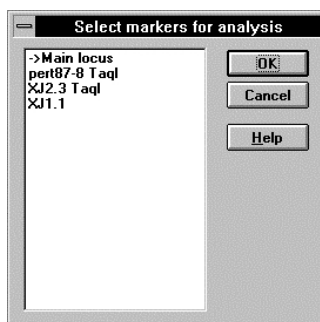 Select markers for analysis
->Main locus
pert87-8 TaqI
XJ2.3 TaqI
XJ1.1
OK
Cancel
Help